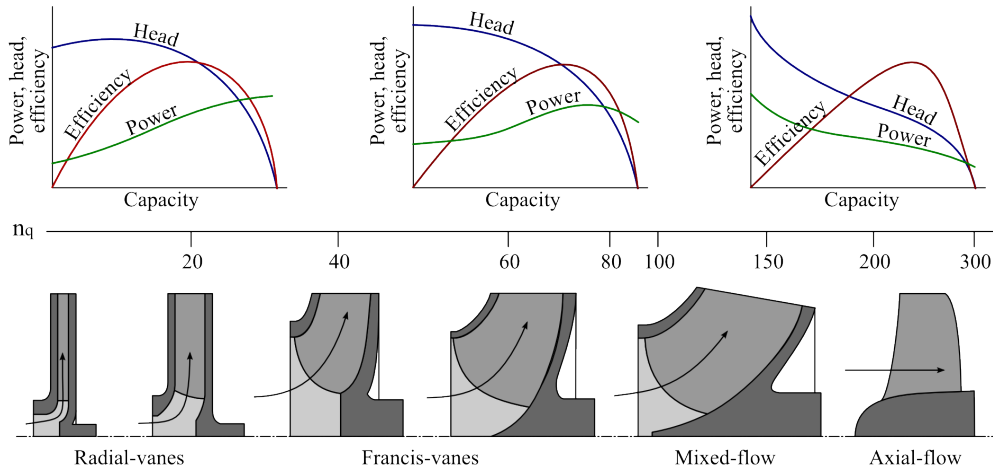 Power, head,
efficiency
Head
Efficiency
Power
Capacity
Power, head,
efficiency
Head
Efficiency
Power
Capacity
Power, head,
efficiency
Head
Efficiency
Power
Capacity
nq
20 40 60 80 100 150 200 300
Radial-vanes Francis-vanes Mixed-flow Axial-flow